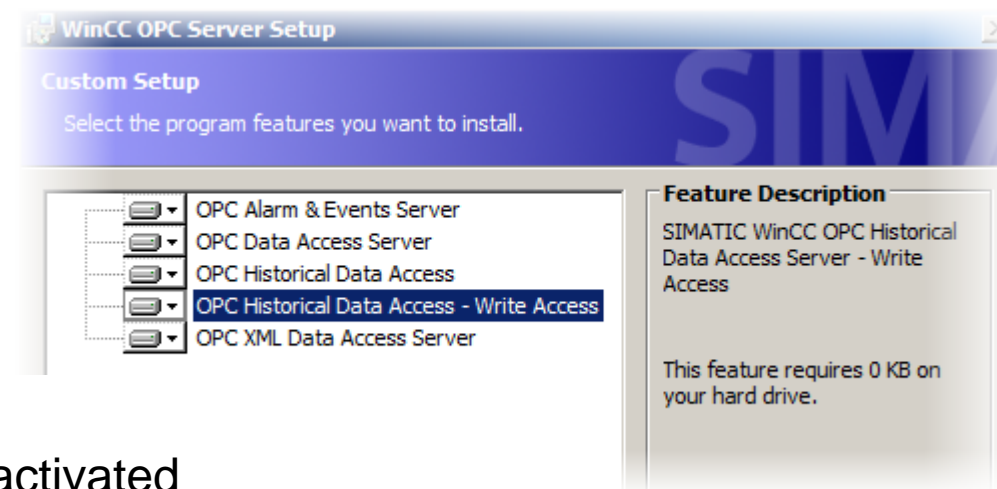 WinCC OPC Server Setup
Custom Setup
Select the program features you want to install.
SIM
OPC Alarm & Events Server
OPC Data Access Server
OPC Historical Data Access
OPC Historical Data Access - Write Access
OPC XML Data Access Server
Feature Description
SIMATIC WinCC OPC Historical
Data Access Server - Write
Access
This feature requires 0 KB on
your hard drive.
activated